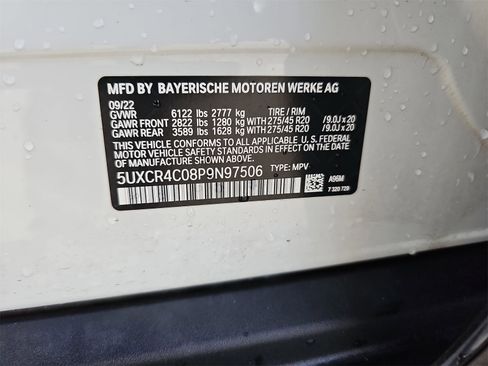 MFD BY BAYERISCHE MOTOREN WERKE AG
09/22
GVWR 6122 lbs 2777 kg TIRE / RIM
GAWR FRONT 2822 lbs 1280 kg WITH 275/45 R20 /9.0J x 20
GAWR REAR 3589 lbs 1628 kg WITH 275/45 R20 /9.0J x 20
THIS VEHICLE CONFORMS TO ALL APPLICABLE U.S. FEDERAL
MOTOR VEHICLE SAFETY STANDARDS IN EFFECT ON THE DATE OF
MANUFACTURE SHOWN ABOVE.
5UXCR4C08P9N97506 TYPE: MPV
A96MI
7 320 729